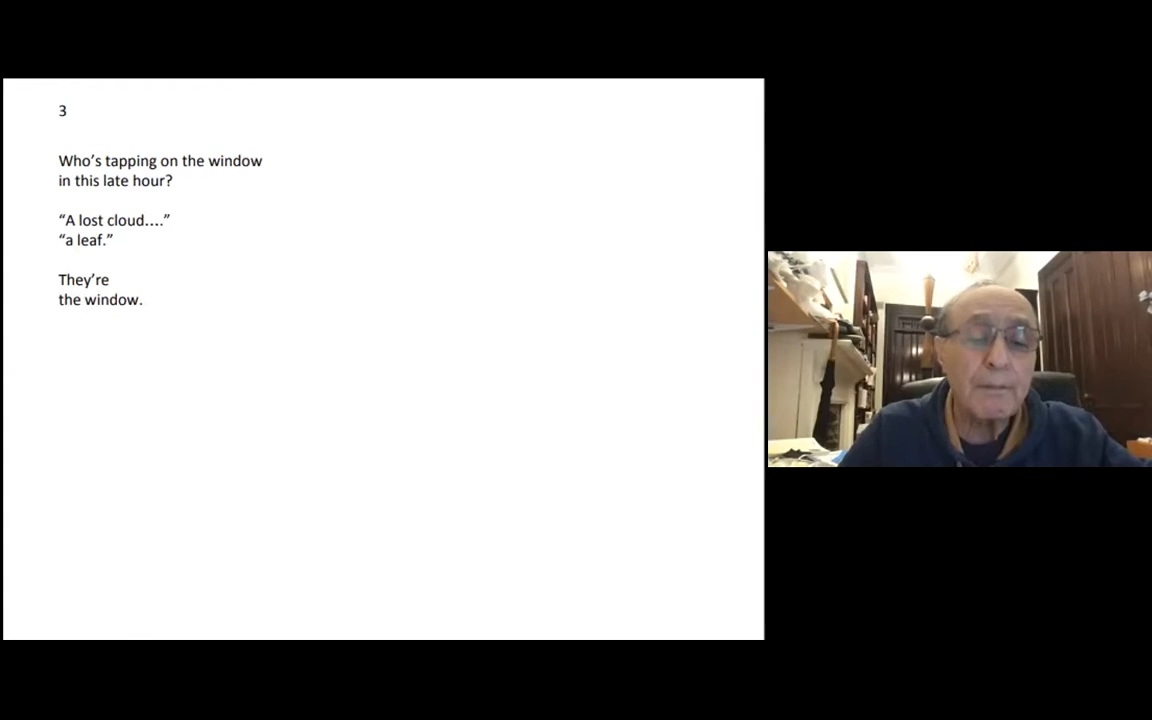 3
Who’s tapping on the window
in this late hour?
“A lost cloud....”
“a leaf.”
They’re
the window.